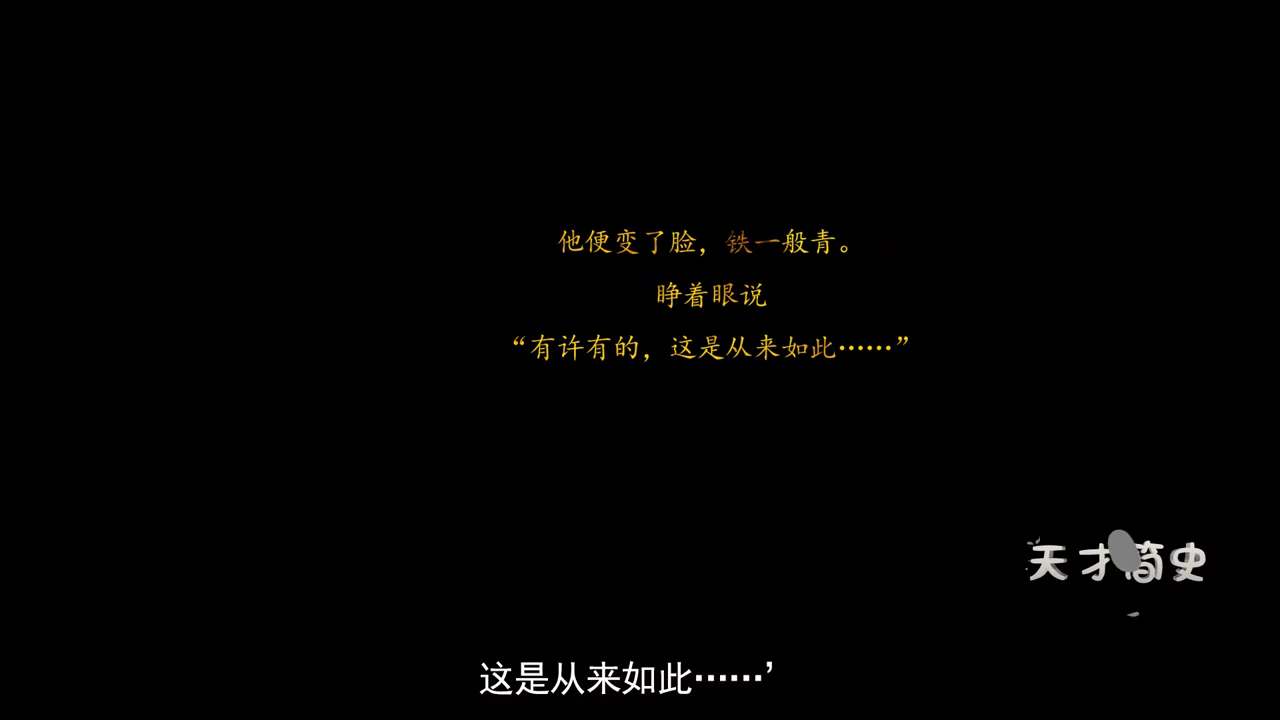 他便变了脸，铁一般青。
睁着眼说
“有许有的，这是从来如此……”
天才简史
这是从来如此……’